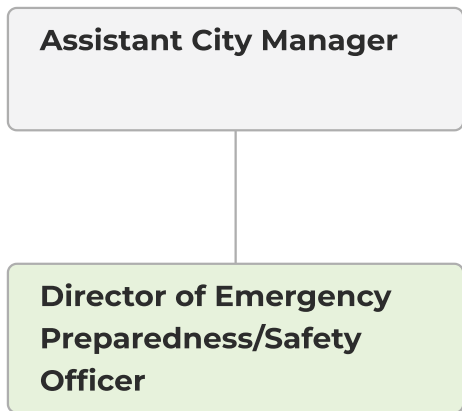 Assistant City Manager
Director of Emergency
Preparedness/Safety
Officer